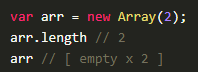 var arr = new Array(2);
arr.length // 2
arr // [ empty x 2 ]